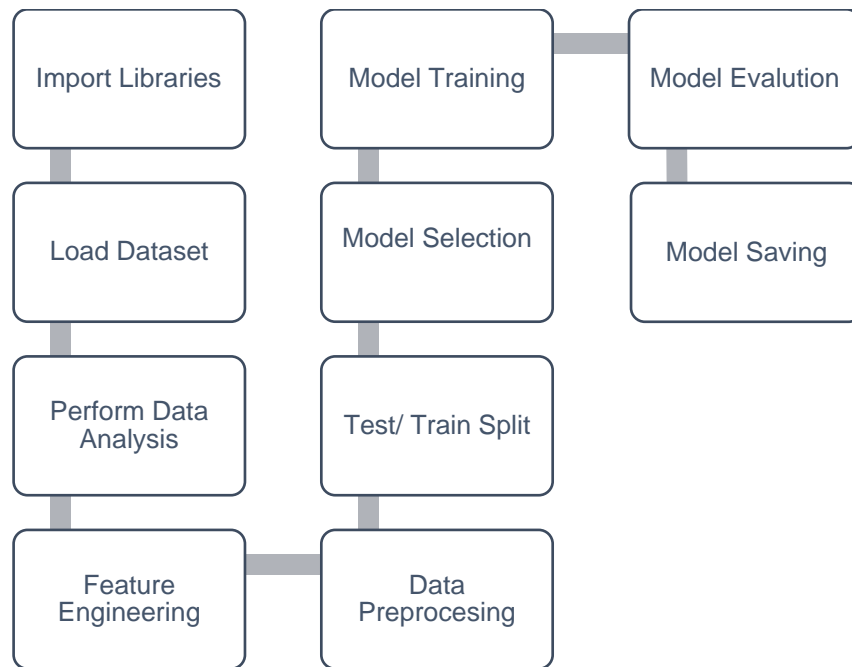 Import Libraries
Load Dataset
Perform Data
Analysis
Feature
Engineering
Data
Preprocesing
Test/ Train Split
Model Selection
Model Training
Model Evalution
Model Saving